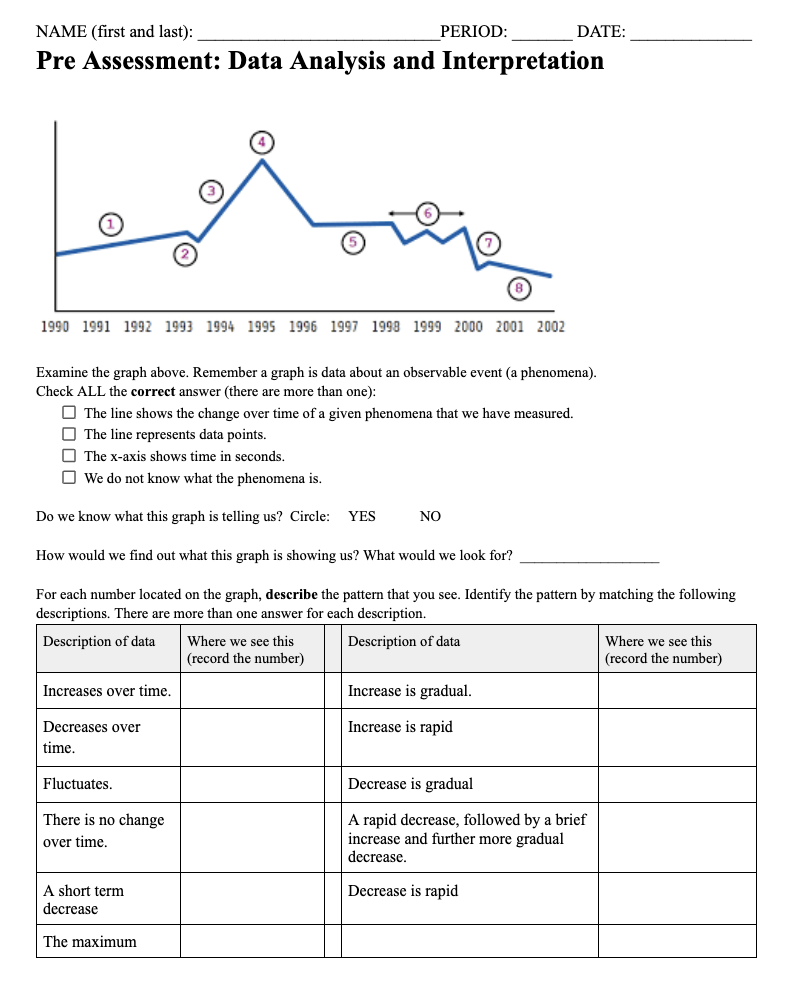 NAME (first and last): ____________________________PERIOD: _______ DATE: ______________
Pre Assessment: Data Analysis and Interpretation
4
3
1
6
2
5
7
8
1990 1991 1992 1993 1994 1995 1996 1997 1998 1999 2000 2001 2002
Examine the graph above. Remember a graph is data about an observable event (a phenomena).
Check ALL the correct answer (there are more than one):
☐ The line shows the change over time of a given phenomena that we have measured.
☐ The line represents data points.
☐ The x-axis shows time in seconds.
☐ We do not know what the phenomena is.
Do we know what this graph is telling us? Circle: YES NO
How would we find out what this graph is showing us? What would we look for? ___________________
For each number located on the graph, describe the pattern that you see. Identify the pattern by matching the following
descriptions. There are more than one answer for each description.
Description of data
Where we see this
(record the number)
Description of data
Where we see this
(record the number)
Increases over time.
Increase is gradual.
Decreases over
time.
Increase is rapid
Fluctuates.
Decrease is gradual
There is no change
over time.
A rapid decrease, followed by a brief
increase and further more gradual
decrease.
A short term
decrease
Decrease is rapid
The maximum